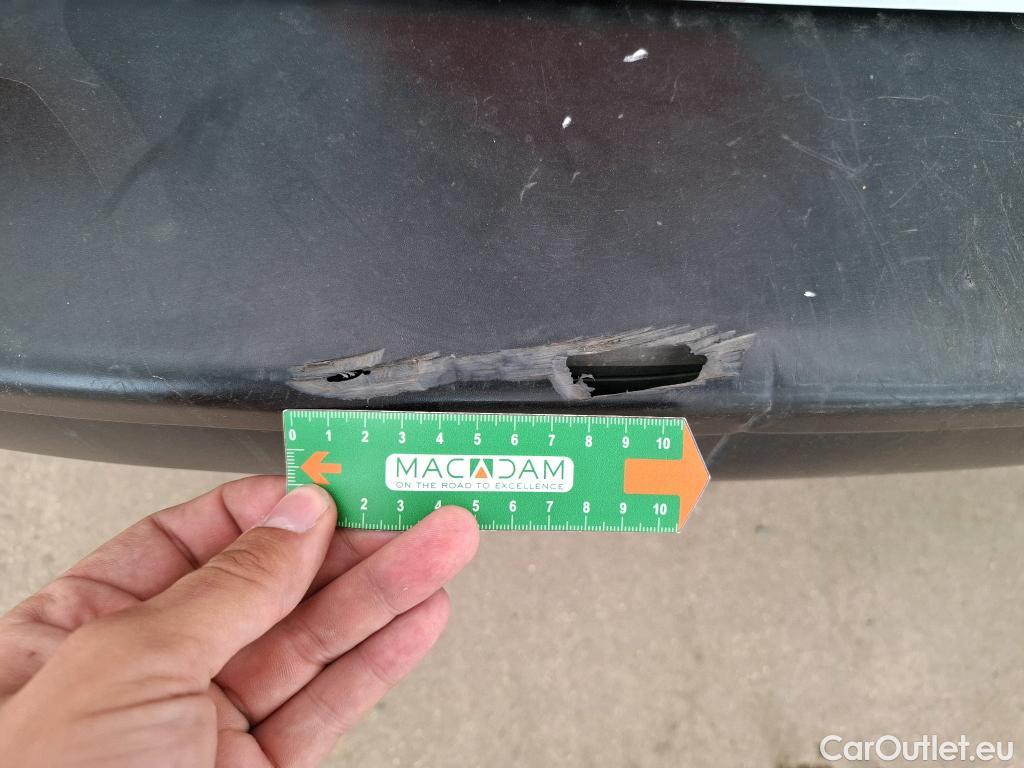 0 1 2 3 4 5 6 7 8 9 10
MACADAM
ON THE ROAD TO EXCELLENCE
2 3 4 5 6 7 8 9 10
CarOutlet.eu